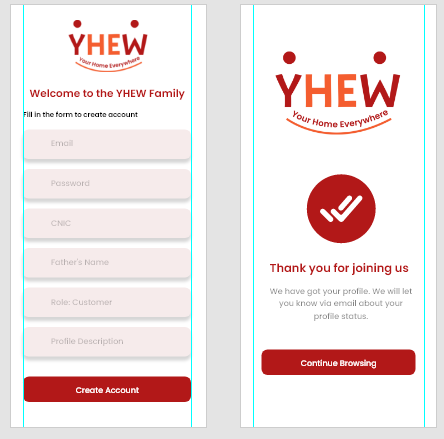 YHEW
Your Home Everywhere
Welcome to the YHEW Family
Fill in the form to create account
Email
Password
CNIC
Father's Name
Role: Customer
Profile Description
Create Account
YHEW
Your Home Everywhere
Thank you for joining us
We have got your profile. We will let
you know via email about your
profile status.
Continue Browsing